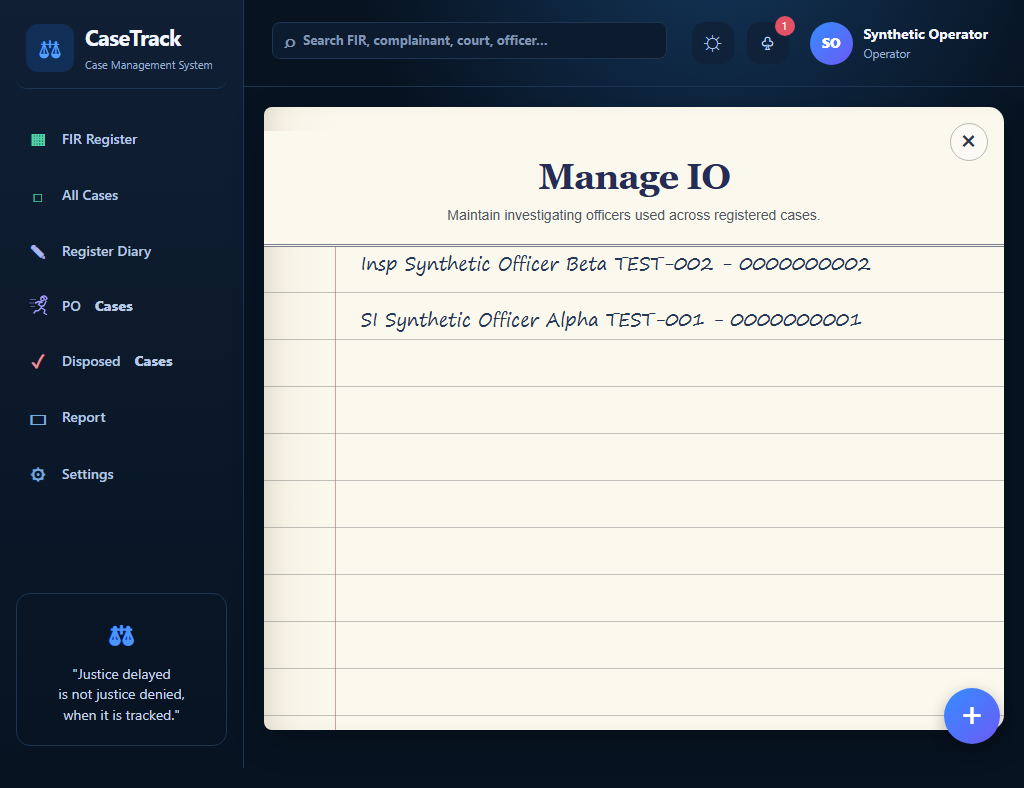 CaseTrack
Case Management System
Search FIR, complainant, court, officer...
1
SO
Synthetic Operator
Operator
FIR Register
All Cases
Register Diary
PO Cases
Disposed Cases
Report
Settings
"Justice delayed
is not justice denied,
when it is tracked."
Manage IO
Maintain investigating officers used across registered cases.
Insp Synthetic Officer Beta TEST-002 - 0000000002
SI Synthetic Officer Alpha TEST-001 - 0000000001